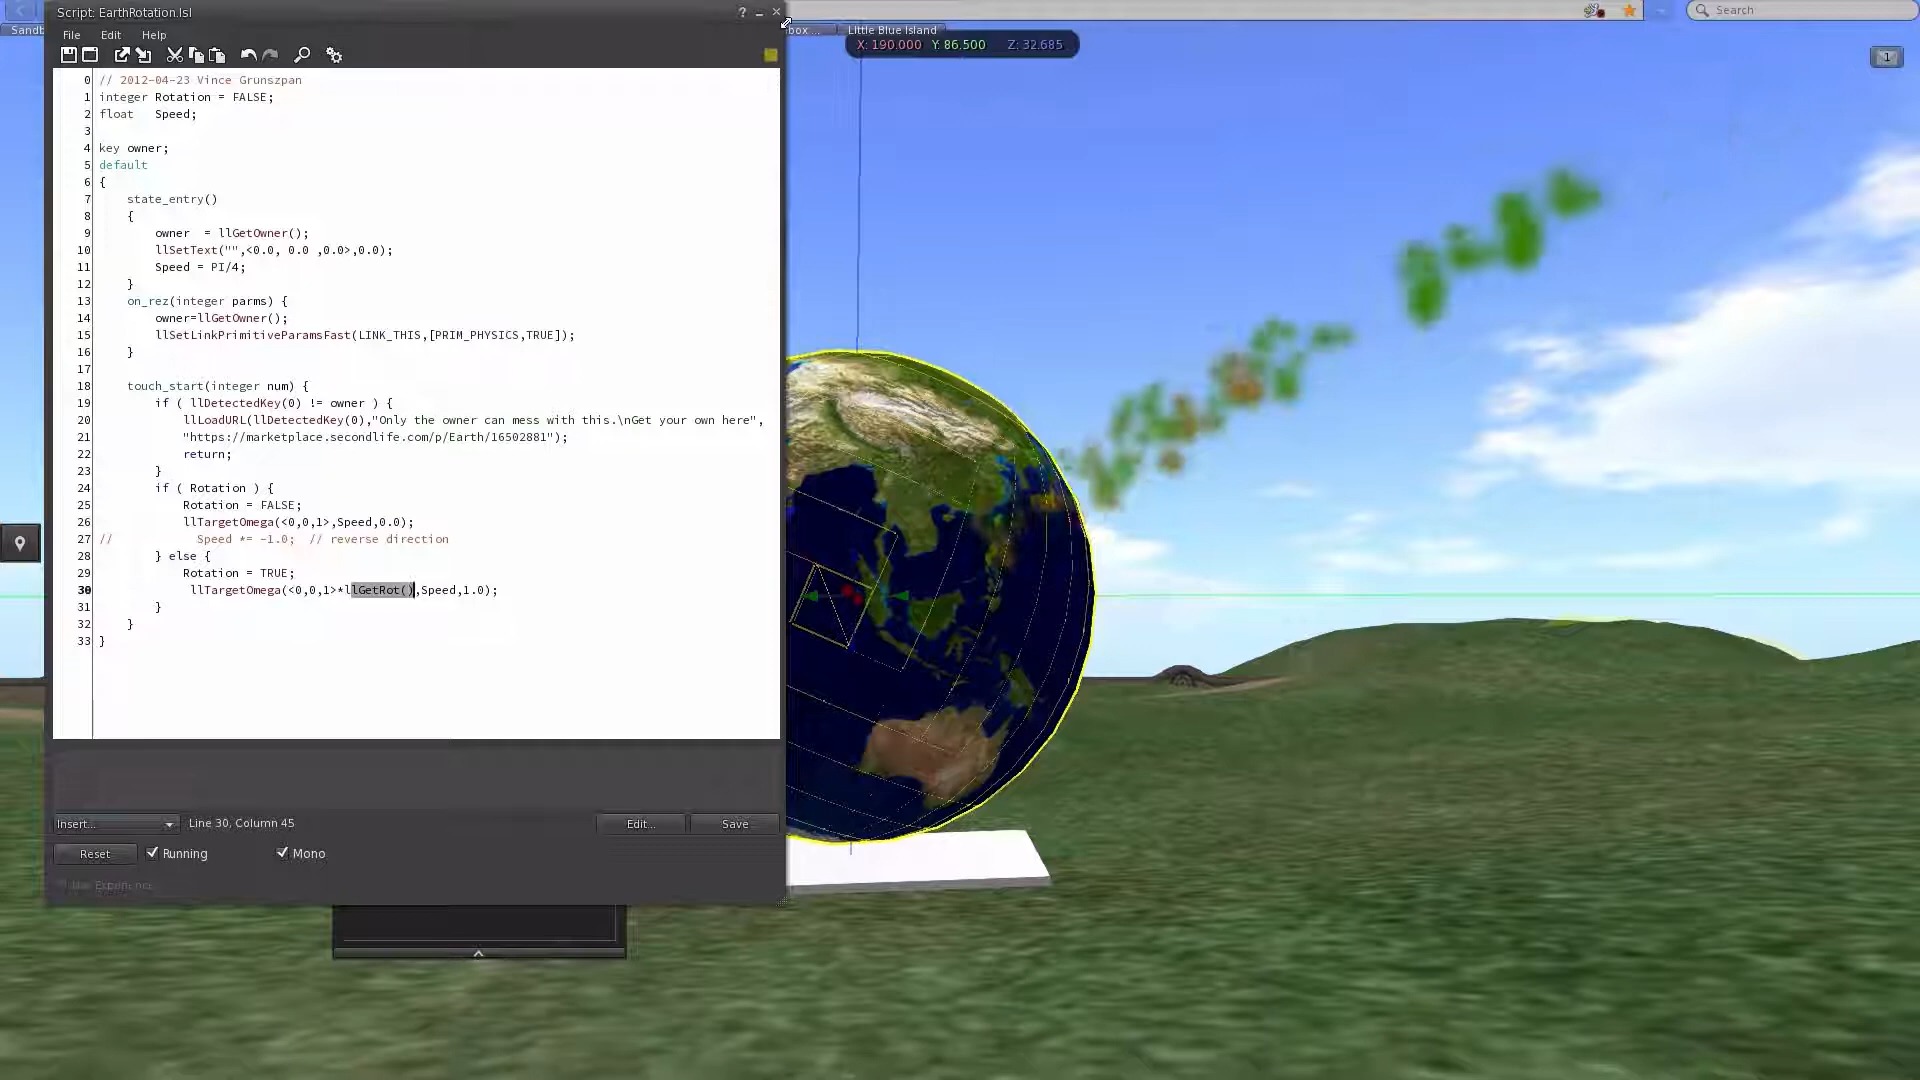 Script: EarthRotation.lsl
? _ ×
File Edit Help
0 // 2012-04-23 Vince Grunszpan
1 integer Rotation = FALSE;
2 float   Speed;
3
4 key owner;
5 default
6 {
7     state_entry()
8     {
9         owner  = llGetOwner();
10         llSetText("",<0.0, 0.0 ,0.0>,0.0);
11         Speed = PI/4;
12     }
13     on_rez(integer parms) {
14         owner=llGetOwner();
15         llSetLinkPrimitiveParamsFast(LINK_THIS,[PRIM_PHYSICS,TRUE]);
16     }
17
18     touch_start(integer num) {
19         if ( llDetectedKey(0) != owner ) {
20             llLoadURL(llDetectedKey(0),"Only the owner can mess with this.\nGet your own here",
21             "https://marketplace.secondlife.com/p/Earth/16502881");
22             return;
23         }
24         if ( Rotation ) {
25             Rotation = FALSE;
26             llTargetOmega(<0,0,1>,Speed,0.0);
27 //            Speed *= -1.0;  // reverse direction
28         } else {
29             Rotation = TRUE;
30              llTargetOmega(<0,0,1>*llGetRot(),Speed,1.0);
31         }
32     }
33 }
Insert... Line 30, Column 45 Edit... Save
Reset Running Mono
Use Experience
Sandb
box ...
Little Blue Island
X: 190.000 Y: 86.500 Z: 32.685
Search
1